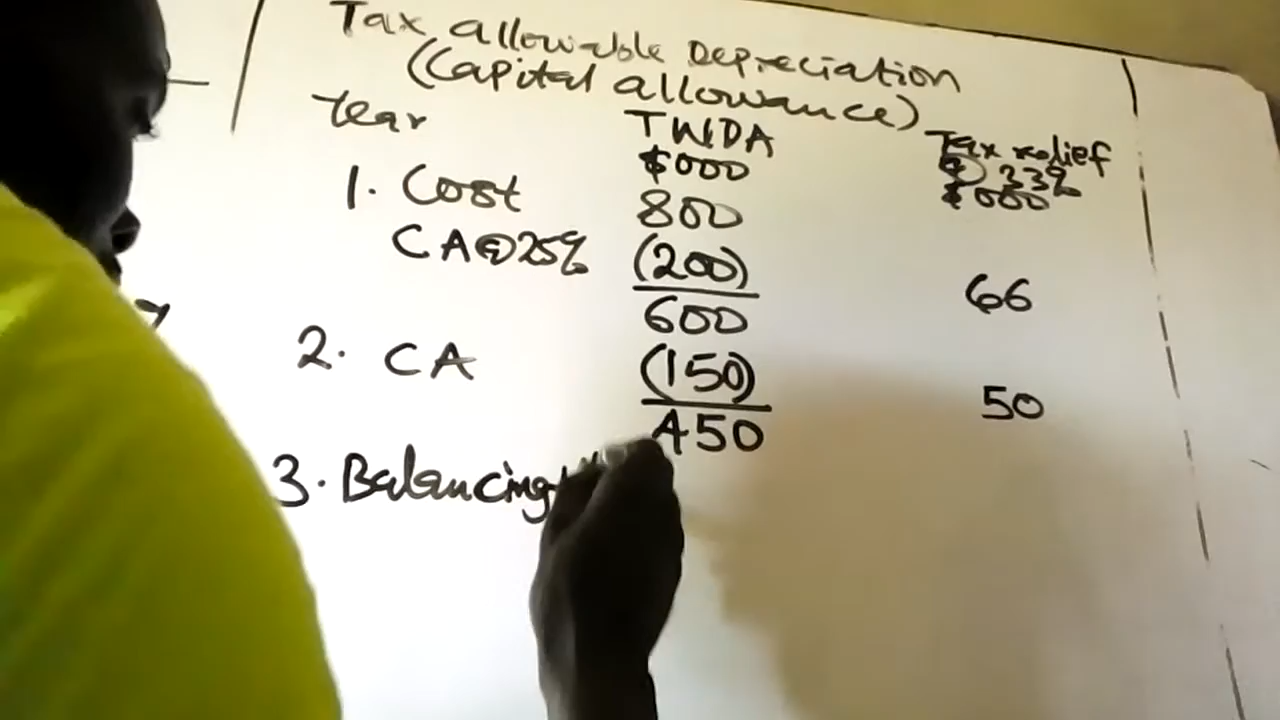 Tax allowable Depreciation
(Capital allowance)
Year TWDA Tax relief
$000 @ 33%
$000
1. Cost 800
CA@25% (200) 66
600
2. CA (150) 50
450
3. Balancing